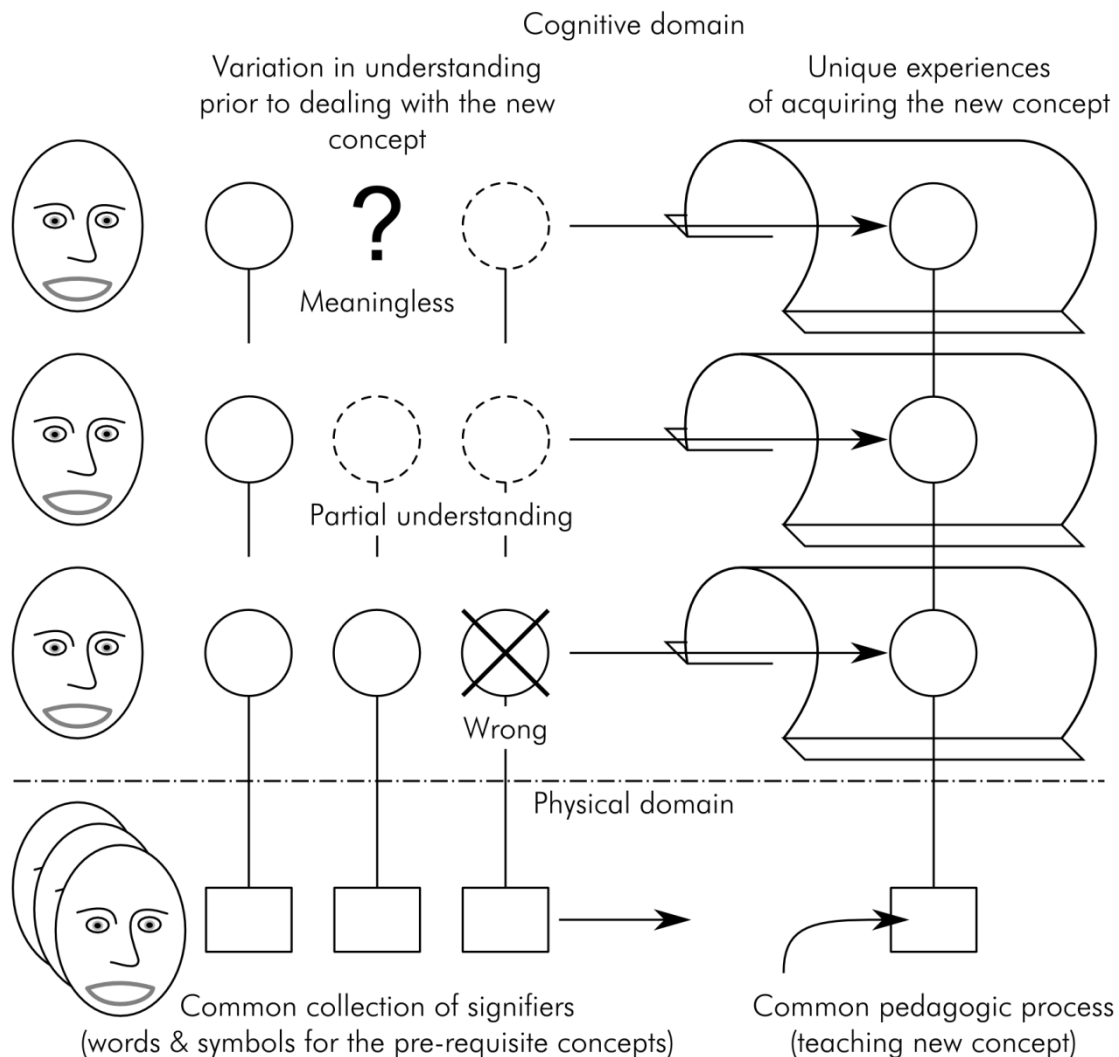 Cognitive domain
Variation in understanding
prior to dealing with the new
concept
Unique experiences
of acquiring the new concept
?
Meaningless
Partial understanding
Wrong
Physical domain
Common collection of signifiers
(words & symbols for the pre-requisite concepts)
Common pedagogic process
(teaching new concept)